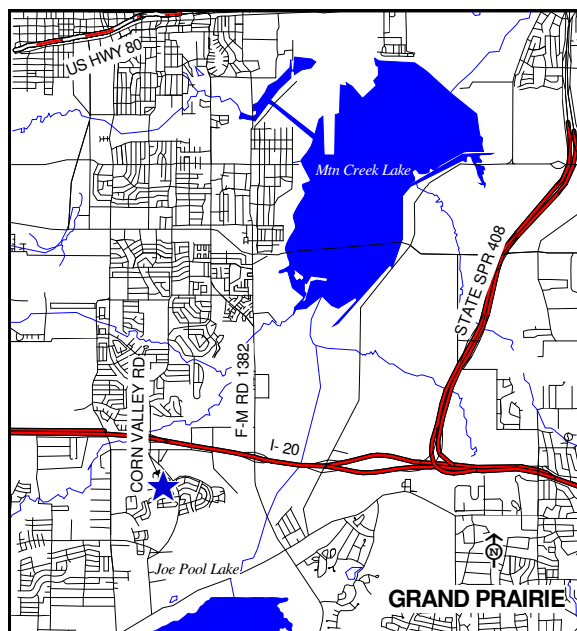 US HWY 80
Mtn Creek Lake
STATE SPR 408
F-M RD 1382
CORN VALLEY RD
I- 20
N
Joe Pool Lake
GRAND PRAIRIE